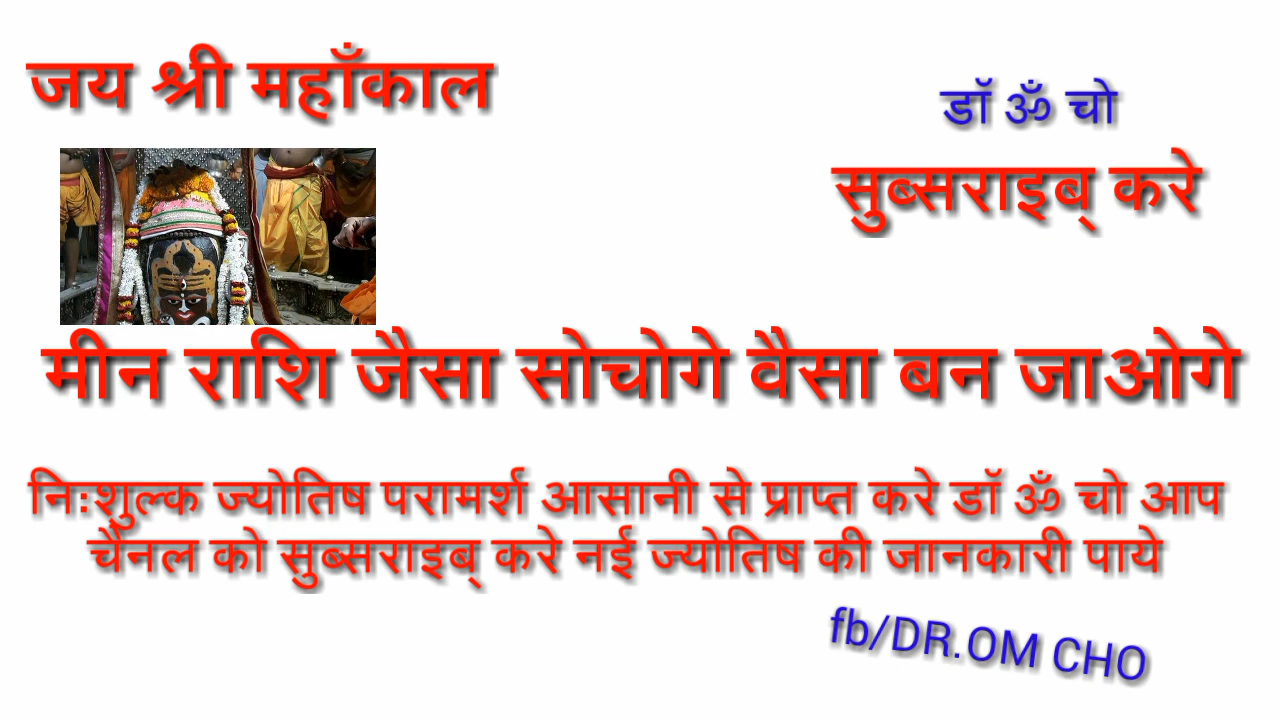 जय श्री महाँकाल
डॉ ॐ चो
सुब्सराइब् करे
मीन राशि जैसा सोचोगे वैसा बन जाओगे
निःशुल्क ज्योतिष परामर्श आसानी से प्राप्त करे डॉ ॐ चो आप
चैनल को सुब्सराइब् करे नई ज्योतिष की जानकारी पाये
fb/DR.OM CHO